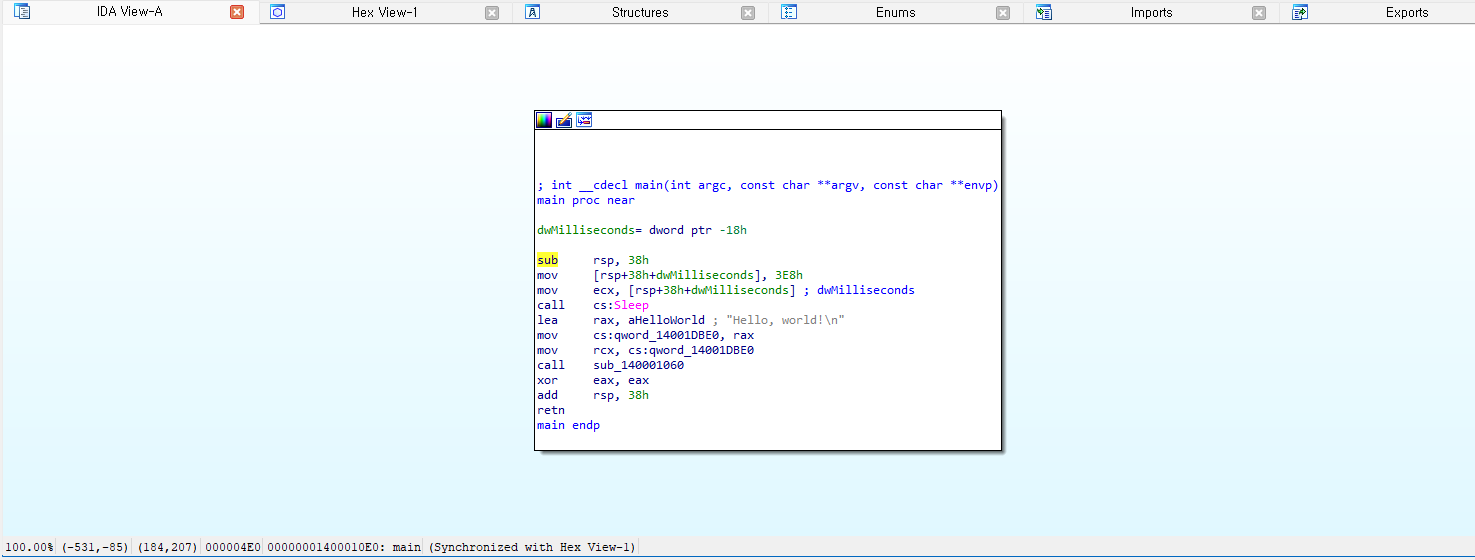 IDA View-A Hex View-1 Structures Enums Imports Exports
; int __cdecl main(int argc, const char **argv, const char **envp)
main proc near
dwMilliseconds= dword ptr -18h
sub rsp, 38h
mov [rsp+38h+dwMilliseconds], 3E8h
mov ecx, [rsp+38h+dwMilliseconds] ; dwMilliseconds
call cs:Sleep
lea rax, aHelloWorld ; "Hello, world!\n"
mov cs:qword_14001DBE0, rax
mov rcx, cs:qword_14001DBE0
call sub_140001060
xor eax, eax
add rsp, 38h
retn
main endp
100.00% (-531,-85) (184,207) 000004E0 00000001400010E0: main (Synchronized with Hex View-1)